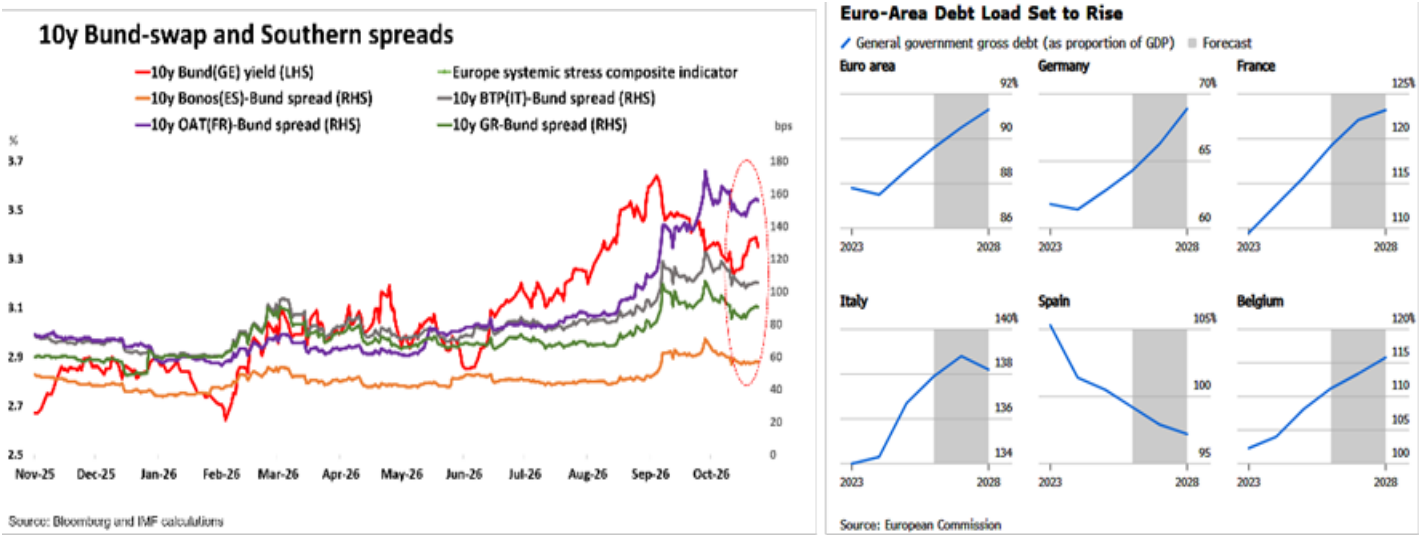 10y Bund-swap and Southern spreads
10y Bund(GE) yield (LHS)
Europe systemic stress composite indicator
10y Bonos(ES)-Bund spread (RHS)
10y BTP(IT)-Bund spread (RHS)
10y OAT(FR)-Bund spread (RHS)
10y GR-Bund spread (RHS)
%
bps
3.7
3.5
3.3
3.1
2.9
2.7
2.5
180
160
140
120
100
80
60
40
20
0
Nov-25 Dec-25 Jan-26 Feb-26 Mar-26 Apr-26 May-26 Jun-26 Jul-26 Aug-26 Sep-26 Oct-26
Source: Bloomberg and IMF calculations
Euro-Area Debt Load Set to Rise
General government gross debt (as proportion of GDP) Forecast
Euro area
92%
90
88
86
2023 2028
Germany
70%
65
60
2023 2028
France
125%
120
115
110
2023 2028
Italy
140%
138
136
134
2023 2028
Spain
105%
100
95
2023 2028
Belgium
120%
115
110
105
100
2023 2028
Source: European Commission